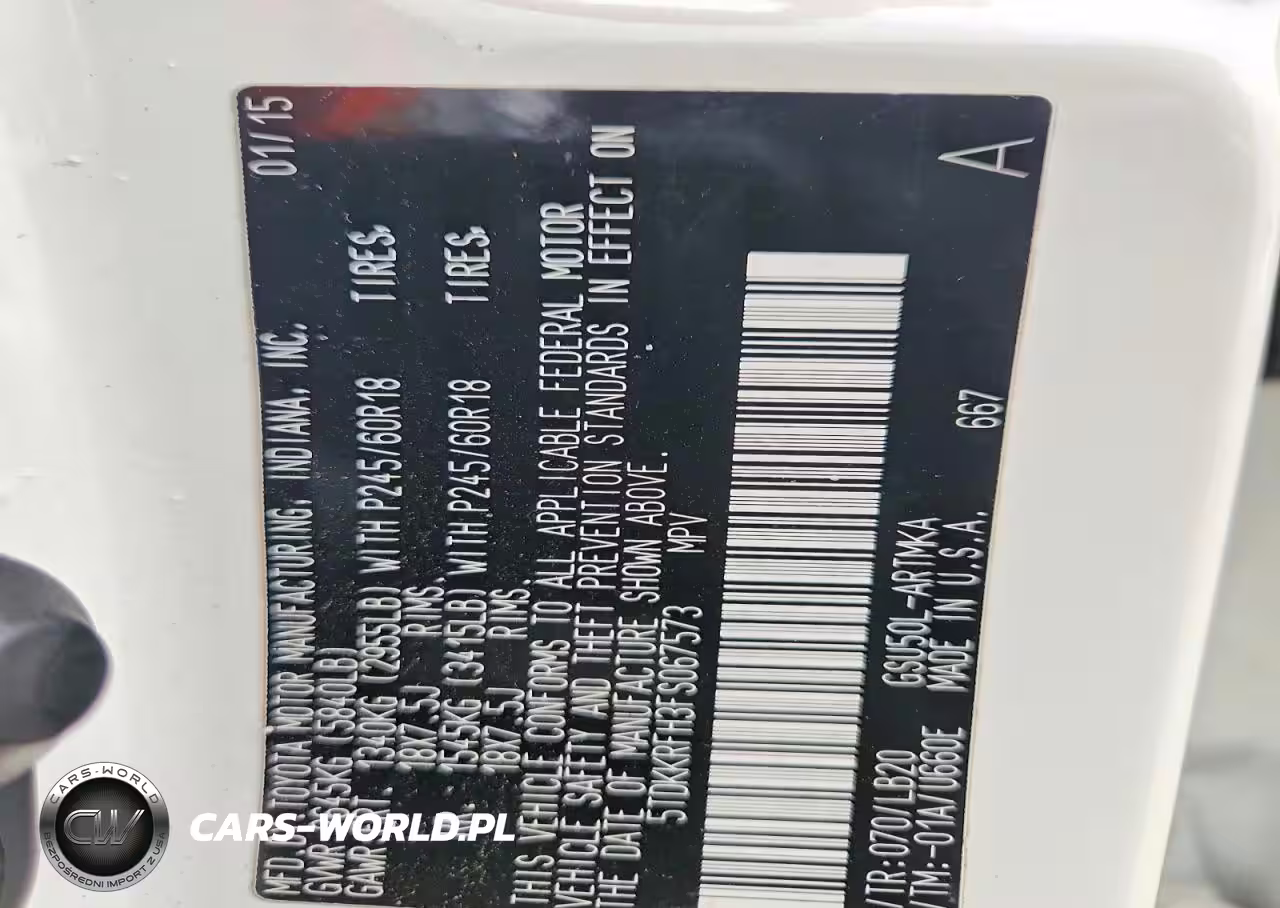 MFD. BY: TOYOTA MOTOR MANUFACTURING, INDIANA, INC. 01/15
GVWR 2645KG (5840LB)
GAWR FRT. 1340KG (2955LB) WITH P245/60R18 TIRES,
18X7.5J RIMS,
1545KG (3415LB) WITH P245/60R18 TIRES,
18X7.5J RIMS,
THIS VEHICLE CONFORMS TO ALL APPLICABLE FEDERAL MOTOR
VEHICLE SAFETY AND THEFT PREVENTION STANDARDS IN EFFECT ON
THE DATE OF MANUFACTURE SHOWN ABOVE.
5TDKKRFH3FS067573 MPV
/TR:070/LB20 GSU50L-ARTMKA
/TM:-01A/U660E MADE IN U.S.A. 667
A
CARS-WORLD
CW
BEZPOŚREDNI IMPORT Z USA
CARS-WORLD.PL